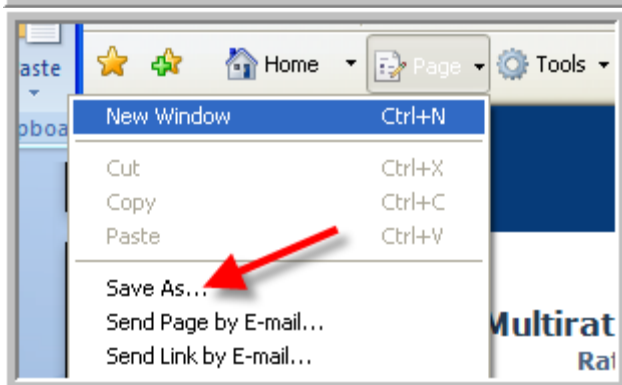 aste Home Page Tools
pboa
New Window Ctrl+N
Cut Ctrl+X
Copy Ctrl+C
Paste Ctrl+V
Save As...
Send Page by E-mail...
Send Link by E-mail...
Multirat
Rat